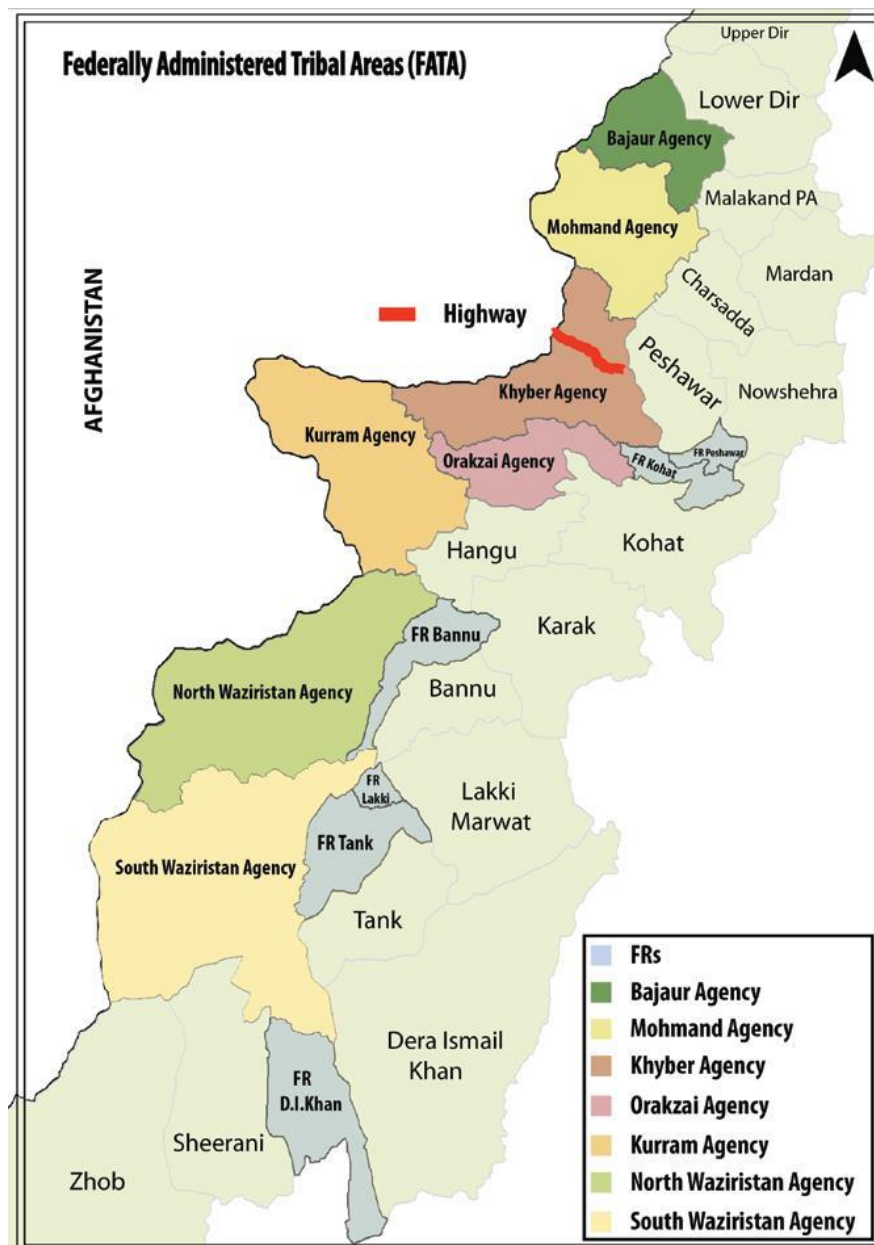 Federally Administered Tribal Areas (FATA)
Upper Dir
Lower Dir
Bajaur Agency
Malakand PA
Mohmand Agency
Mardan
Charsadda
AFGHANISTAN
Highway
Peshawar
Nowshehra
Khyber Agency
Kurram Agency
Orakzai Agency
FR Kohat
FR Peshawar
Hangu
Kohat
FR Bannu
Karak
North Waziristan Agency
Bannu
FR
Lakki
Lakki
Marwat
FR Tank
South Waziristan Agency
Tank
Dera Ismail
Khan
FR
D.I.Khan
Sheerani
Zhob
FRs
Bajaur Agency
Mohmand Agency
Khyber Agency
Orakzai Agency
Kurram Agency
North Waziristan Agency
South Waziristan Agency